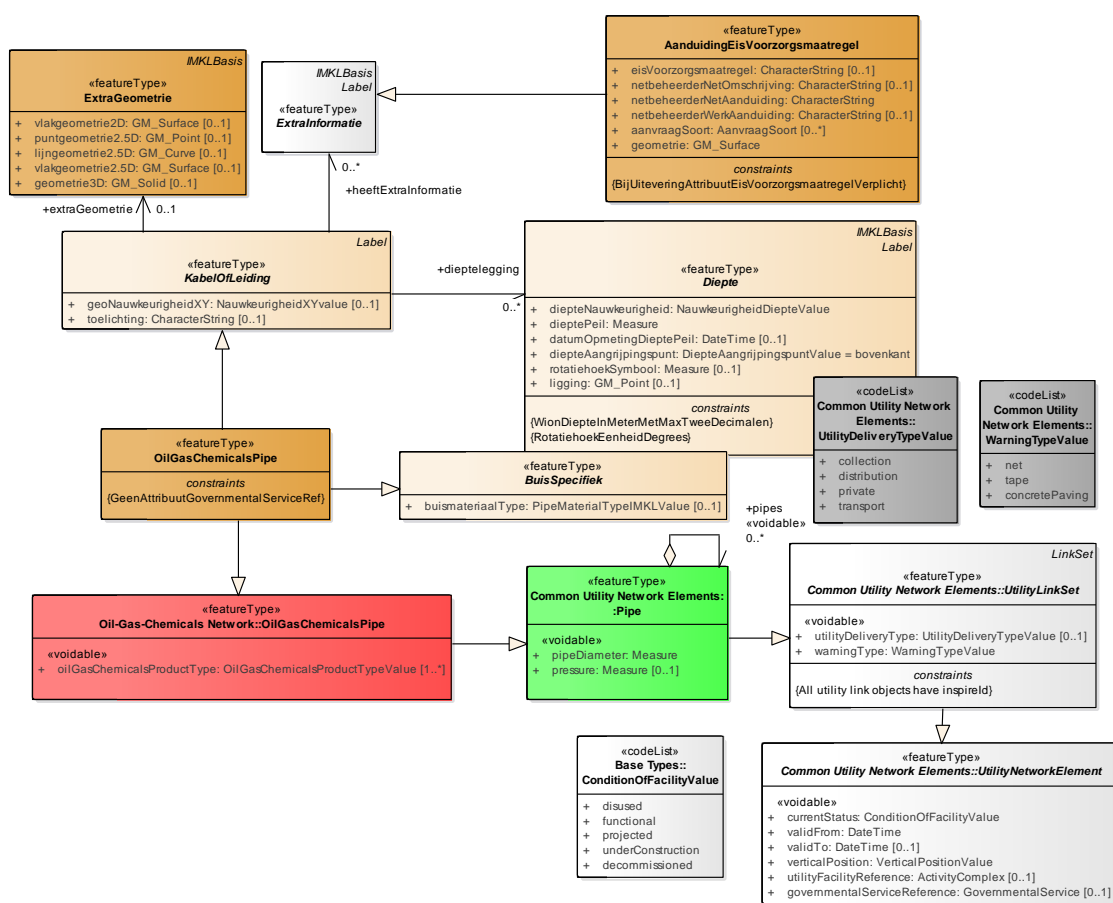 IMKLBasis
«featureType»
ExtraGeometrie
+ vlakgeometrie2D: GM_Surface [0..1]
+ puntgeometrie2.5D: GM_Point [0..1]
+ lijngeometrie2.5D: GM_Curve [0..1]
+ vlakgeometrie2.5D: GM_Surface [0..1]
+ geometrie3D: GM_Solid [0..1]
IMKLBasis
Label
«featureType»
ExtraInformatie
«featureType»
AanduidingEisVoorzorgsmaatregel
+ eisVoorzorgsmaatregel: CharacterString [0..1]
+ netbeheerderNetOmschrijving: CharacterString [0..1]
+ netbeheerderNetAanduiding: CharacterString
+ netbeheerderWerkAanduiding: CharacterString [0..1]
+ aanvraagSoort: AanvraagSoort [0..*]
+ geometrie: GM_Surface
constraints
{BijUiteveringAttribuutEisVoorzorgsmaatregelVerplicht}
+extraGeometrie
0..1
0..*
+heeftExtraInformatie
Label
«featureType»
KabelOfLeiding
+ geoNauwkeurigheidXY: NauwkeurigheidXYvalue [0..1]
+ toelichting: CharacterString [0..1]
+dieptelegging
0..*
IMKLBasis
Label
«featureType»
Diepte
+ diepteNauwkeurigheid: NauwkeurigheidDiepteValue
+ dieptePeil: Measure
+ datumOpmetingDieptePeil: DateTime [0..1]
+ diepteAangrijpingspunt: DiepteAangrijpingspuntValue = bovenkant
+ rotatiehoekSymbool: Measure [0..1]
+ ligging: GM_Point [0..1]
constraints
{WionDiepteInMeterMetMaxTweeDecimalen}
{RotatiehoekEenheidDegrees}
«codeList»
Common Utility Network
Elements::
UtilityDeliveryTypeValue
+ collection
+ distribution
+ private
+ transport
«codeList»
Common Utility
Network Elements::
WarningTypeValue
+ net
+ tape
+ concretePaving
«featureType»
OilGasChemicalsPipe
constraints
{GeenAttribuutGovernmentalServiceRef}
«featureType»
BuisSpecifiek
+ buismateriaalType: PipeMaterialTypeIMKLValue [0..1]
+pipes
«voidable»
0..*
«featureType»
Oil-Gas-Chemicals Network::OilGasChemicalsPipe
«voidable»
+ oilGasChemicalsProductType: OilGasChemicalsProductTypeValue [1..*]
«featureType»
Common Utility Network Elements:
:Pipe
«voidable»
+ pipeDiameter: Measure
+ pressure: Measure [0..1]
LinkSet
«featureType»
Common Utility Network Elements::UtilityLinkSet
«voidable»
+ utilityDeliveryType: UtilityDeliveryTypeValue [0..1]
+ warningType: WarningTypeValue
constraints
{All utility link objects have inspireId}
«codeList»
Base Types::
ConditionOfFacilityValue
+ disused
+ functional
+ projected
+ underConstruction
+ decommissioned
«featureType»
Common Utility Network Elements::UtilityNetworkElement
«voidable»
+ currentStatus: ConditionOfFacilityValue
+ validFrom: DateTime
+ validTo: DateTime [0..1]
+ verticalPosition: VerticalPositionValue
+ utilityFacilityReference: ActivityComplex [0..1]
+ governmentalServiceReference: GovernmentalService [0..1]